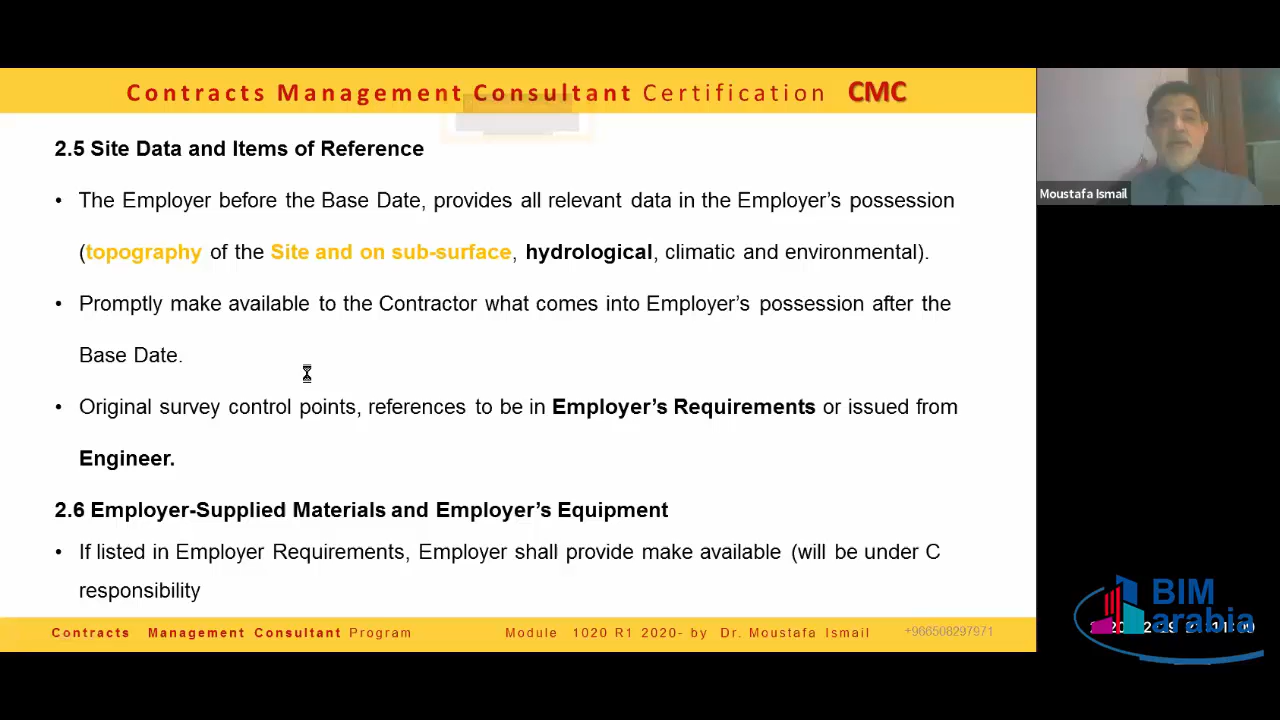 Contracts Management Consultant Certification CMC
2.5 Site Data and Items of Reference
• The Employer before the Base Date, provides all relevant data in the Employer's possession
(topography of the Site and on sub-surface, hydrological, climatic and environmental).
• Promptly make available to the Contractor what comes into Employer's possession after the
Base Date.
• Original survey control points, references to be in Employer's Requirements or issued from
Engineer.
2.6 Employer-Supplied Materials and Employer's Equipment
• If listed in Employer Requirements, Employer shall provide make available (will be under C
responsibility
Contracts Management Consultant Program
Module 1020 R1 2020- by Dr. Moustafa Ismail
+966508297971
Moustafa Ismail
BIM
arabia